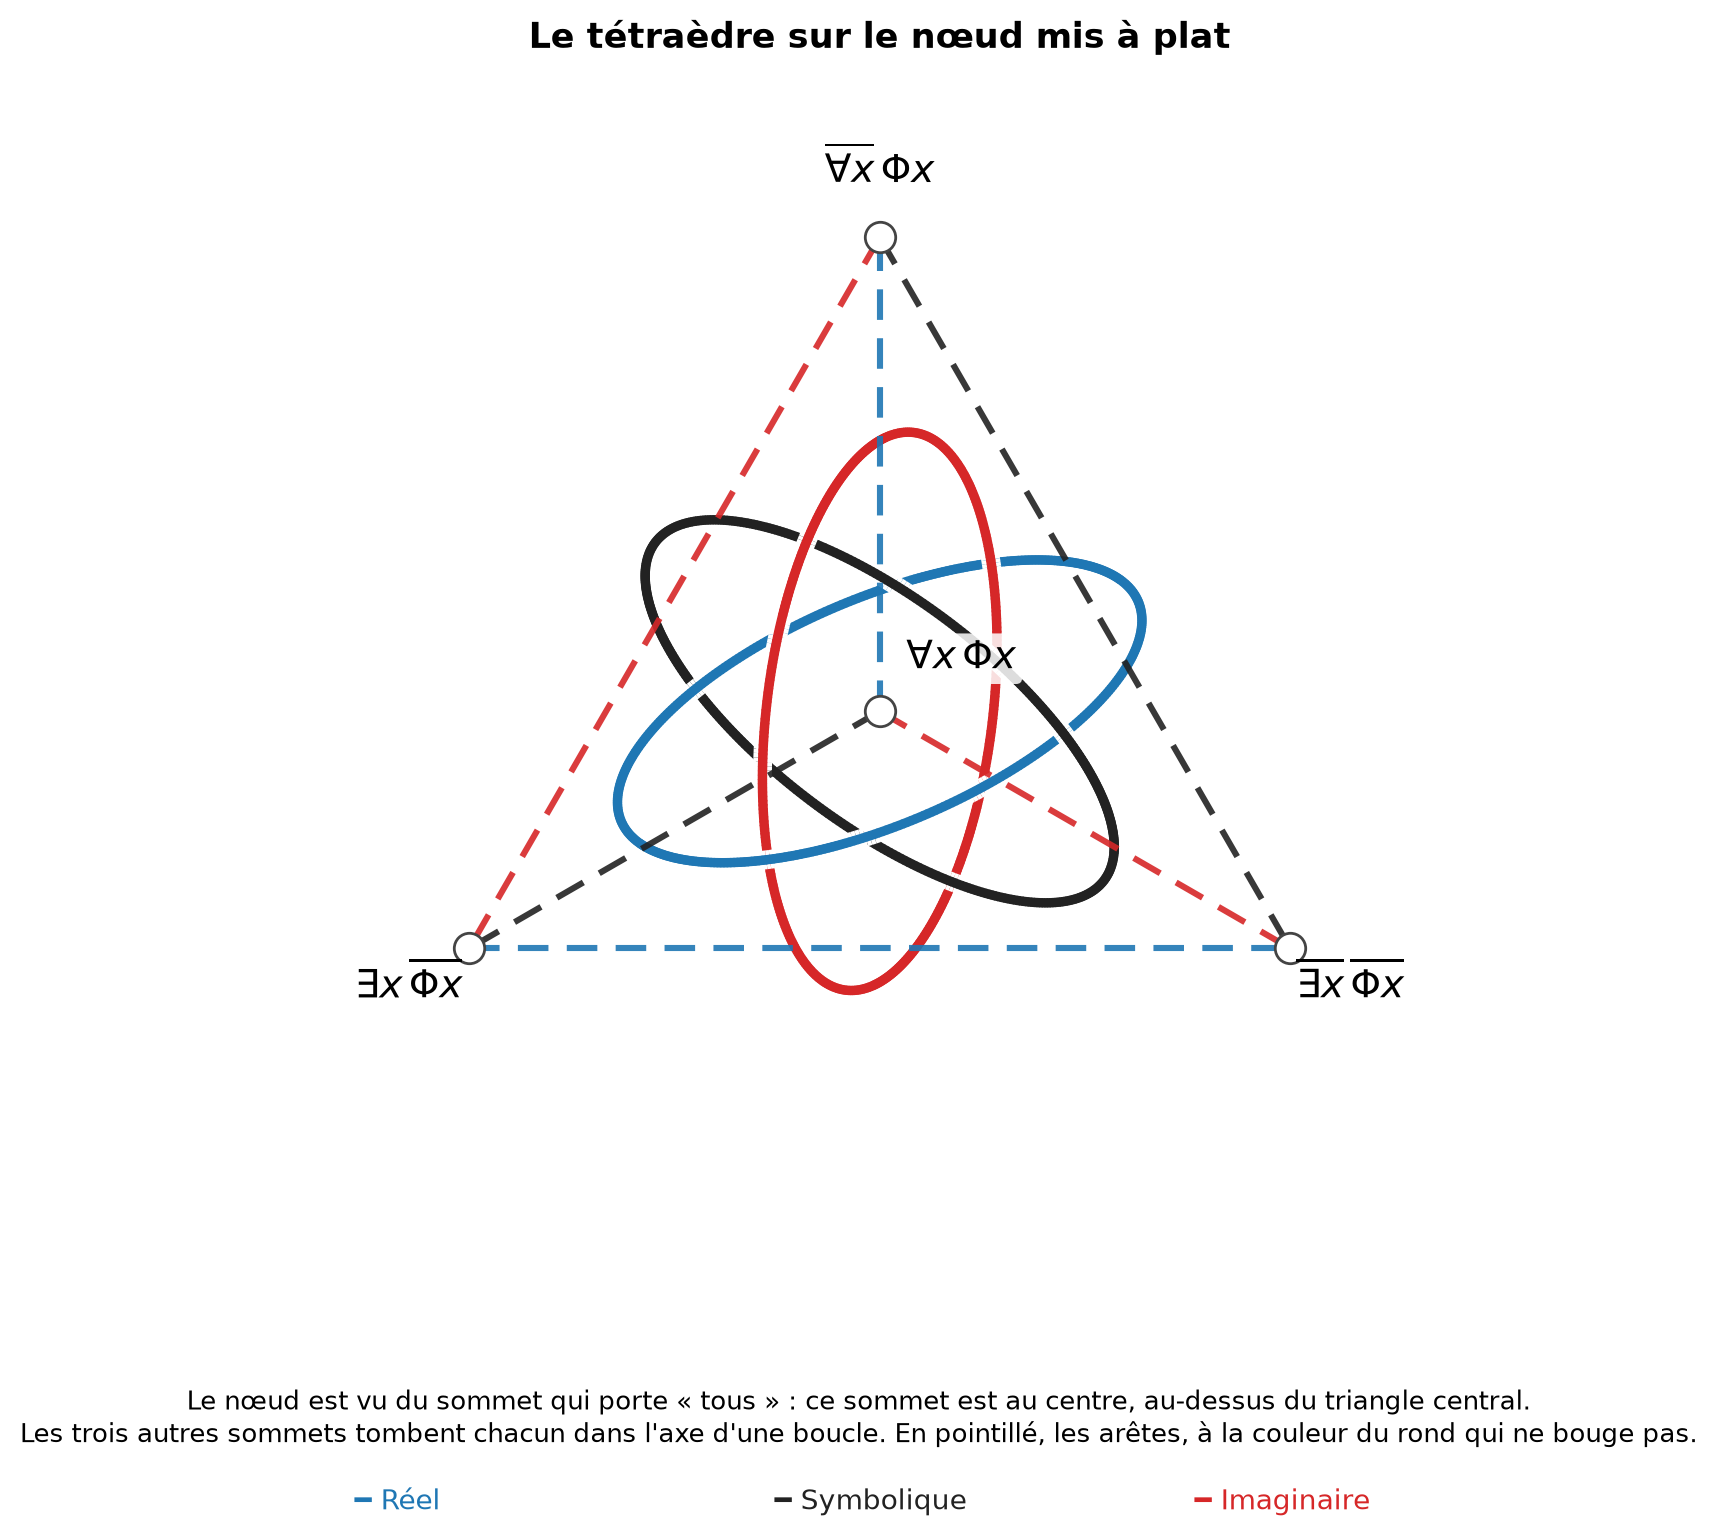 Le tétraèdre sur le nœud mis à plat
∀x̅ Φx
∀x Φx
∃x Φ̅x̅
∃̅x̅ Φ̅x̅
Le nœud est vu du sommet qui porte « tous » : ce sommet est au centre, au-dessus du triangle central.
Les trois autres sommets tombent chacun dans l'axe d'une boucle. En pointillé, les arêtes, à la couleur du rond qui ne bouge pas.
Réel
Symbolique
Imaginaire